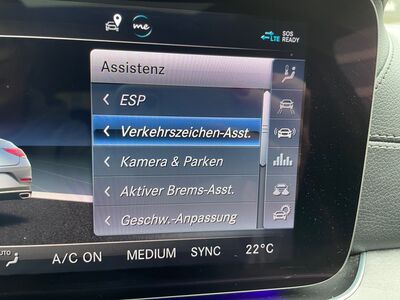 me
LTE
SOS
READY
Assistenz
ESP
Verkehrszeichen-Asst.
Kamera & Parken
Aktiver Brems-Asst.
Geschw.-Anpassung
AUTO
A/C ON MEDIUM SYNC 22°C